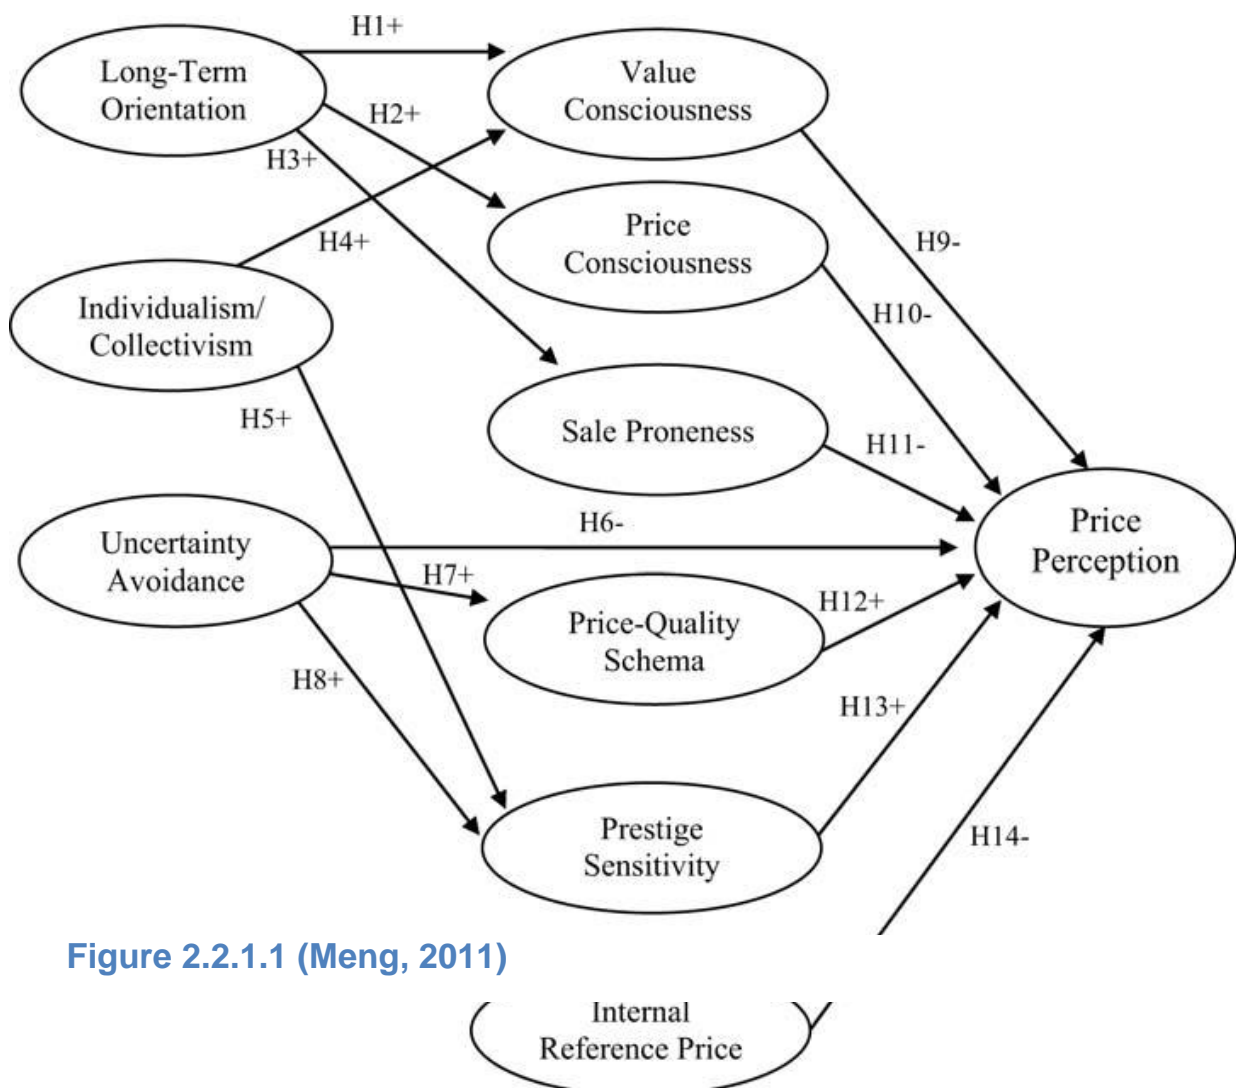 H1+
Long-Term
Orientation
Value
Consciousness
H2+
H3+
H4+
Price
Consciousness
H9-
Individualism/
Collectivism
H10-
H5+
Sale Proneness
H11-
H6-
Uncertainty
Avoidance
H7+
Price
Perception
H12+
Price-Quality
Schema
H8+
H13+
Prestige
Sensitivity
H14-
Figure 2.2.1.1 (Meng, 2011)
Internal
Reference Price